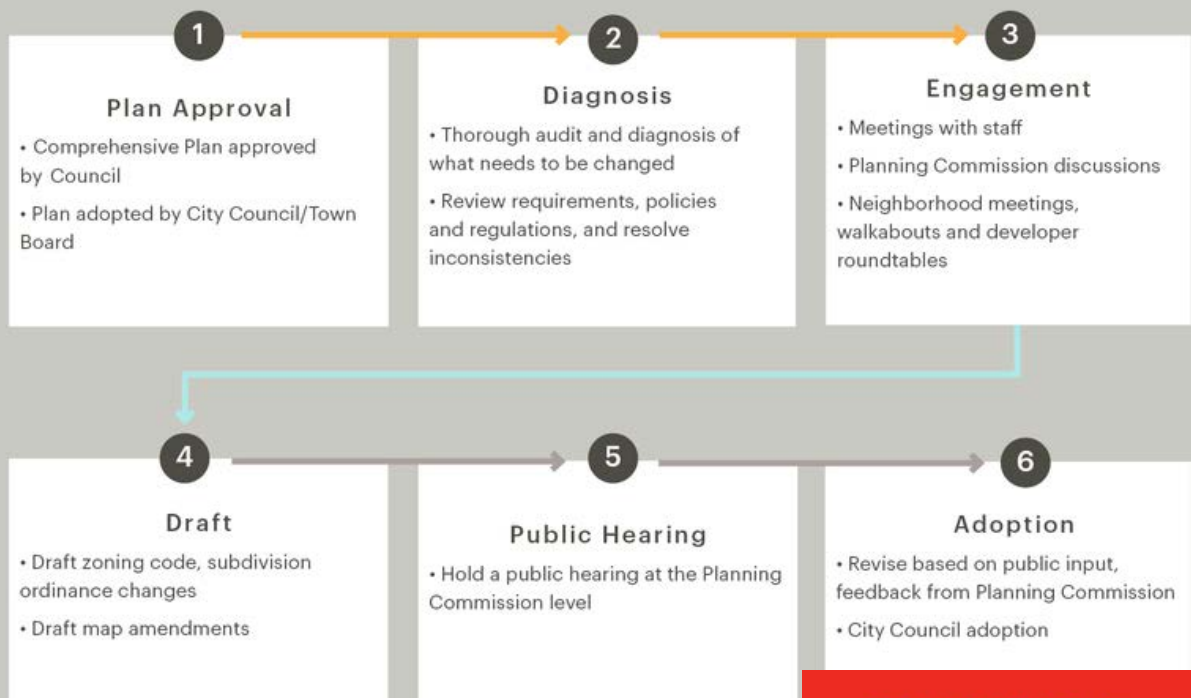 1
Plan Approval
• Comprehensive Plan approved
by Council
• Plan adopted by City Council/Town
Board
2
Diagnosis
• Thorough audit and diagnosis of
what needs to be changed
• Review requirements, policies
and regulations, and resolve
inconsistencies
3
Engagement
• Meetings with staff
• Planning Commission discussions
• Neighborhood meetings,
walkabouts and developer
roundtables
4
Draft
• Draft zoning code, subdivision
ordinance changes
• Draft map amendments
5
Public Hearing
• Hold a public hearing at the Planning
Commission level
6
Adoption
• Revise based on public input,
feedback from Planning Commission
• City Council adoption